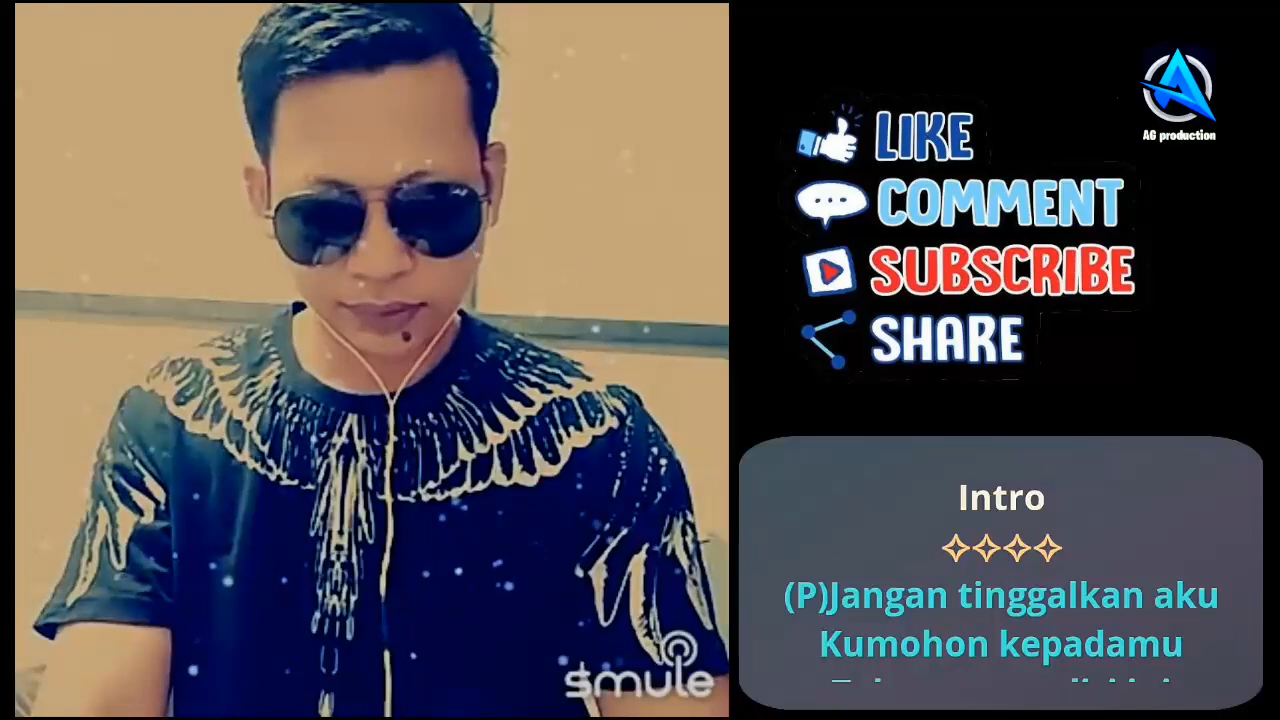 AG production
LIKE
COMMENT
SUBSCRIBE
SHARE
Intro
(P)Jangan tinggalkan aku
Kumohon kepadamu
smule